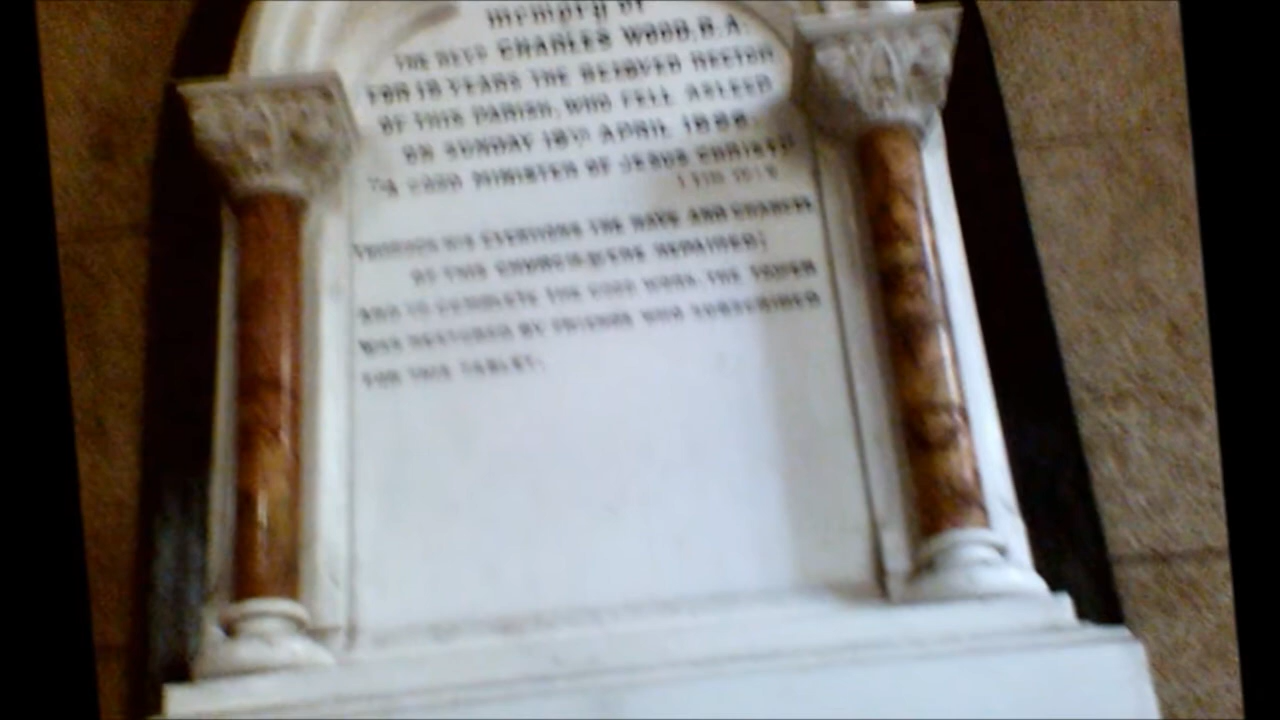 memory of
THE REVD CHARLES WOOD, B.A.
FOR 18 YEARS THE BELOVED RECTOR
OF THIS PARISH, WHO FELL ASLEEP
ON SUNDAY 18TH APRIL 1886.
"A GOOD MINISTER OF JESUS CHRIST"
1 TIM
THROUGH HIS EXERTIONS THE NAVE AND CHANCEL
OF THIS CHURCH WERE REPAIRED;
AND TO COMPLETE THE GOOD WORK, THE TOWER
WAS RESTORED BY FRIENDS WHO SUBSCRIBED
FOR THIS TABLET.